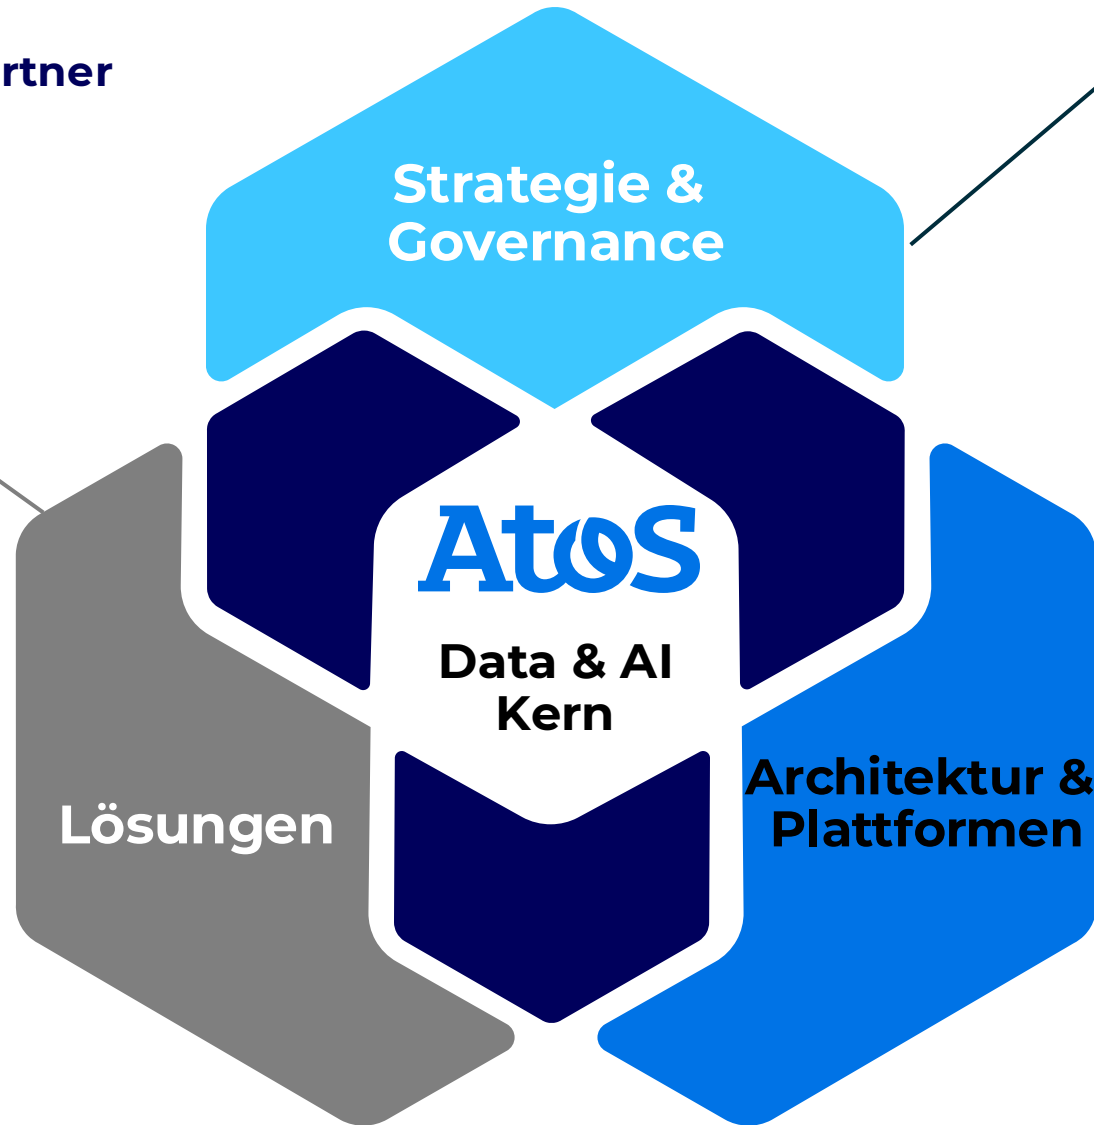 rtner
Strategie &
Governance
Atos
Data & AI
Kern
Architektur &
Plattformen
Lösungen